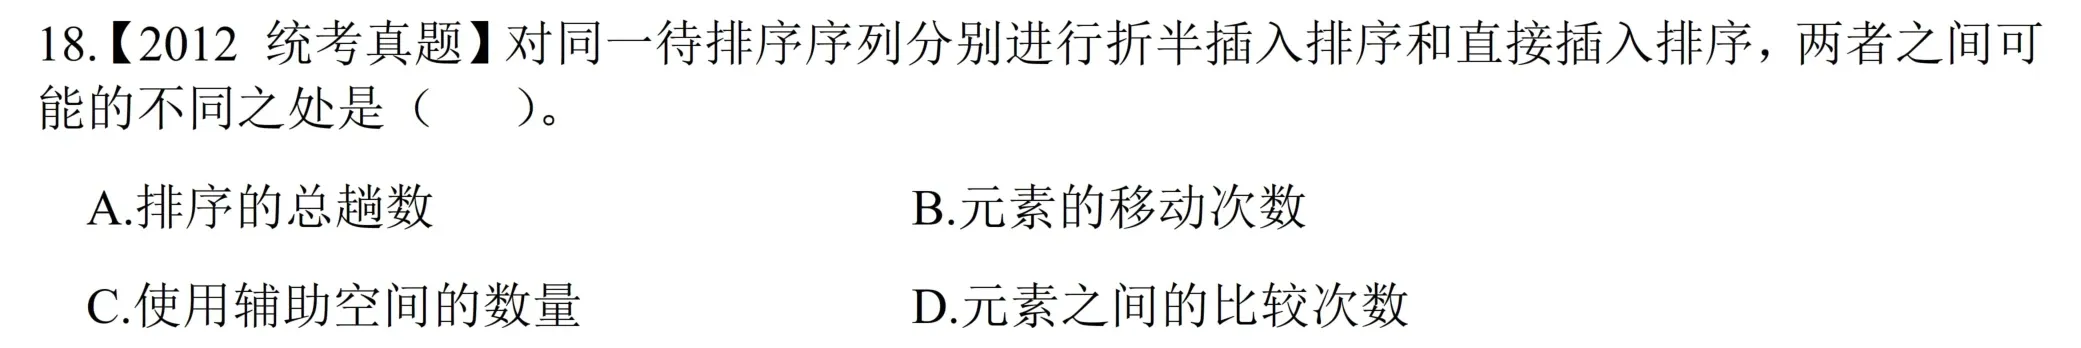 18.【2012 统考真题】对同一待排序序列分别进行折半插入排序和直接插入排序，两者之间可
能的不同之处是（　　）。
A.排序的总趟数　　B.元素的移动次数
C.使用辅助空间的数量　　D.元素之间的比较次数